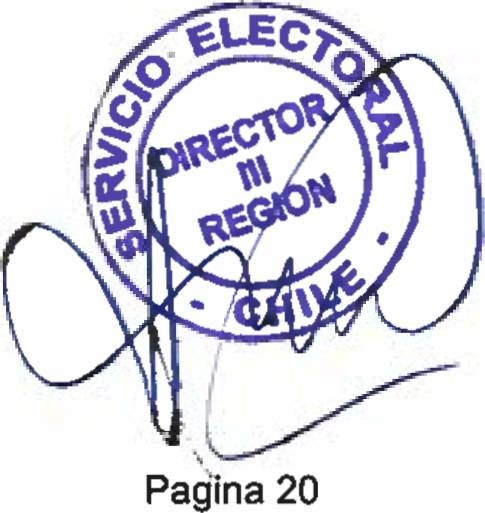 SERVICIO ELECTORAL
DIRECTOR
III
REGION
- CHILE -
Pagina 20